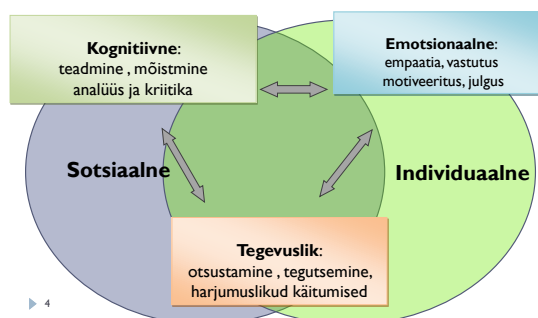 Kognitiivne:
teadmine , mõistmine
analüüs ja kriitika
Emotsionaalne:
empaatia, vastutus
motiveeritus, julgus
Sotsiaalne
Individuaalne
Tegevuslik:
otsustamine , tegutsemine,
harjumuslikud käitumised
4